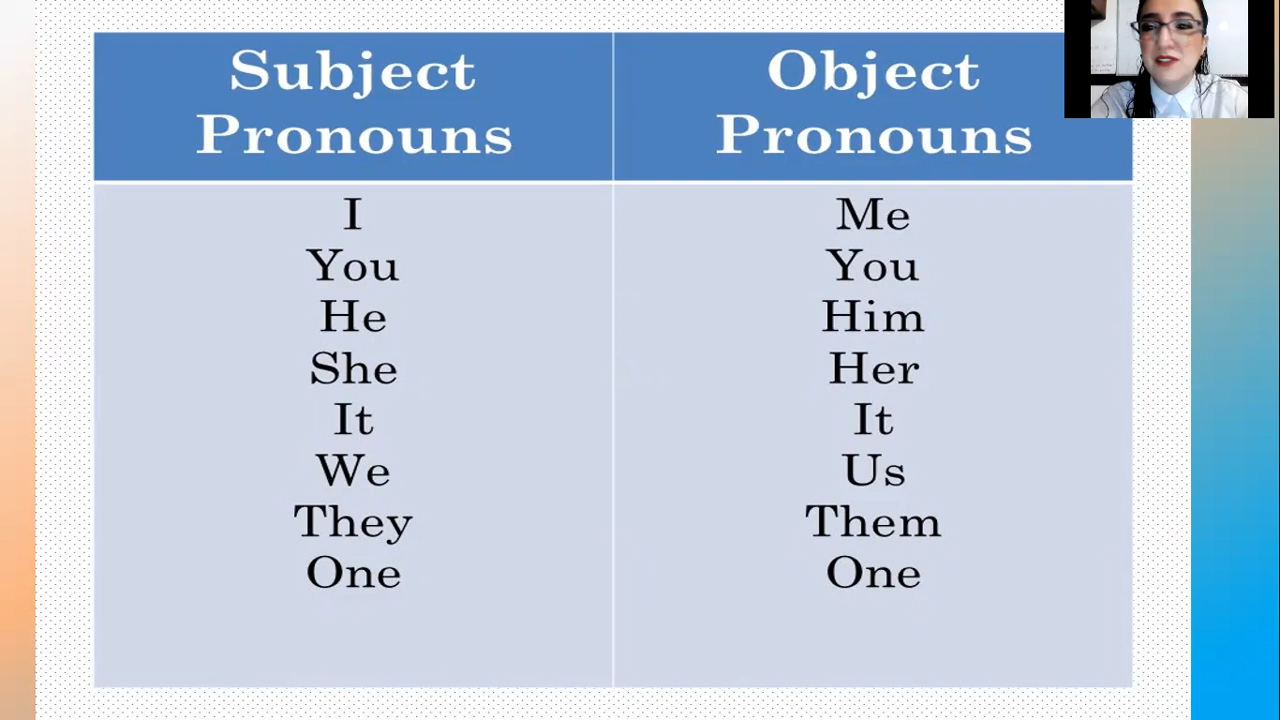 Subject
Pronouns
Object
Pronouns
I
You
He
She
It
We
They
One
Me
You
Him
Her
It
Us
Them
One